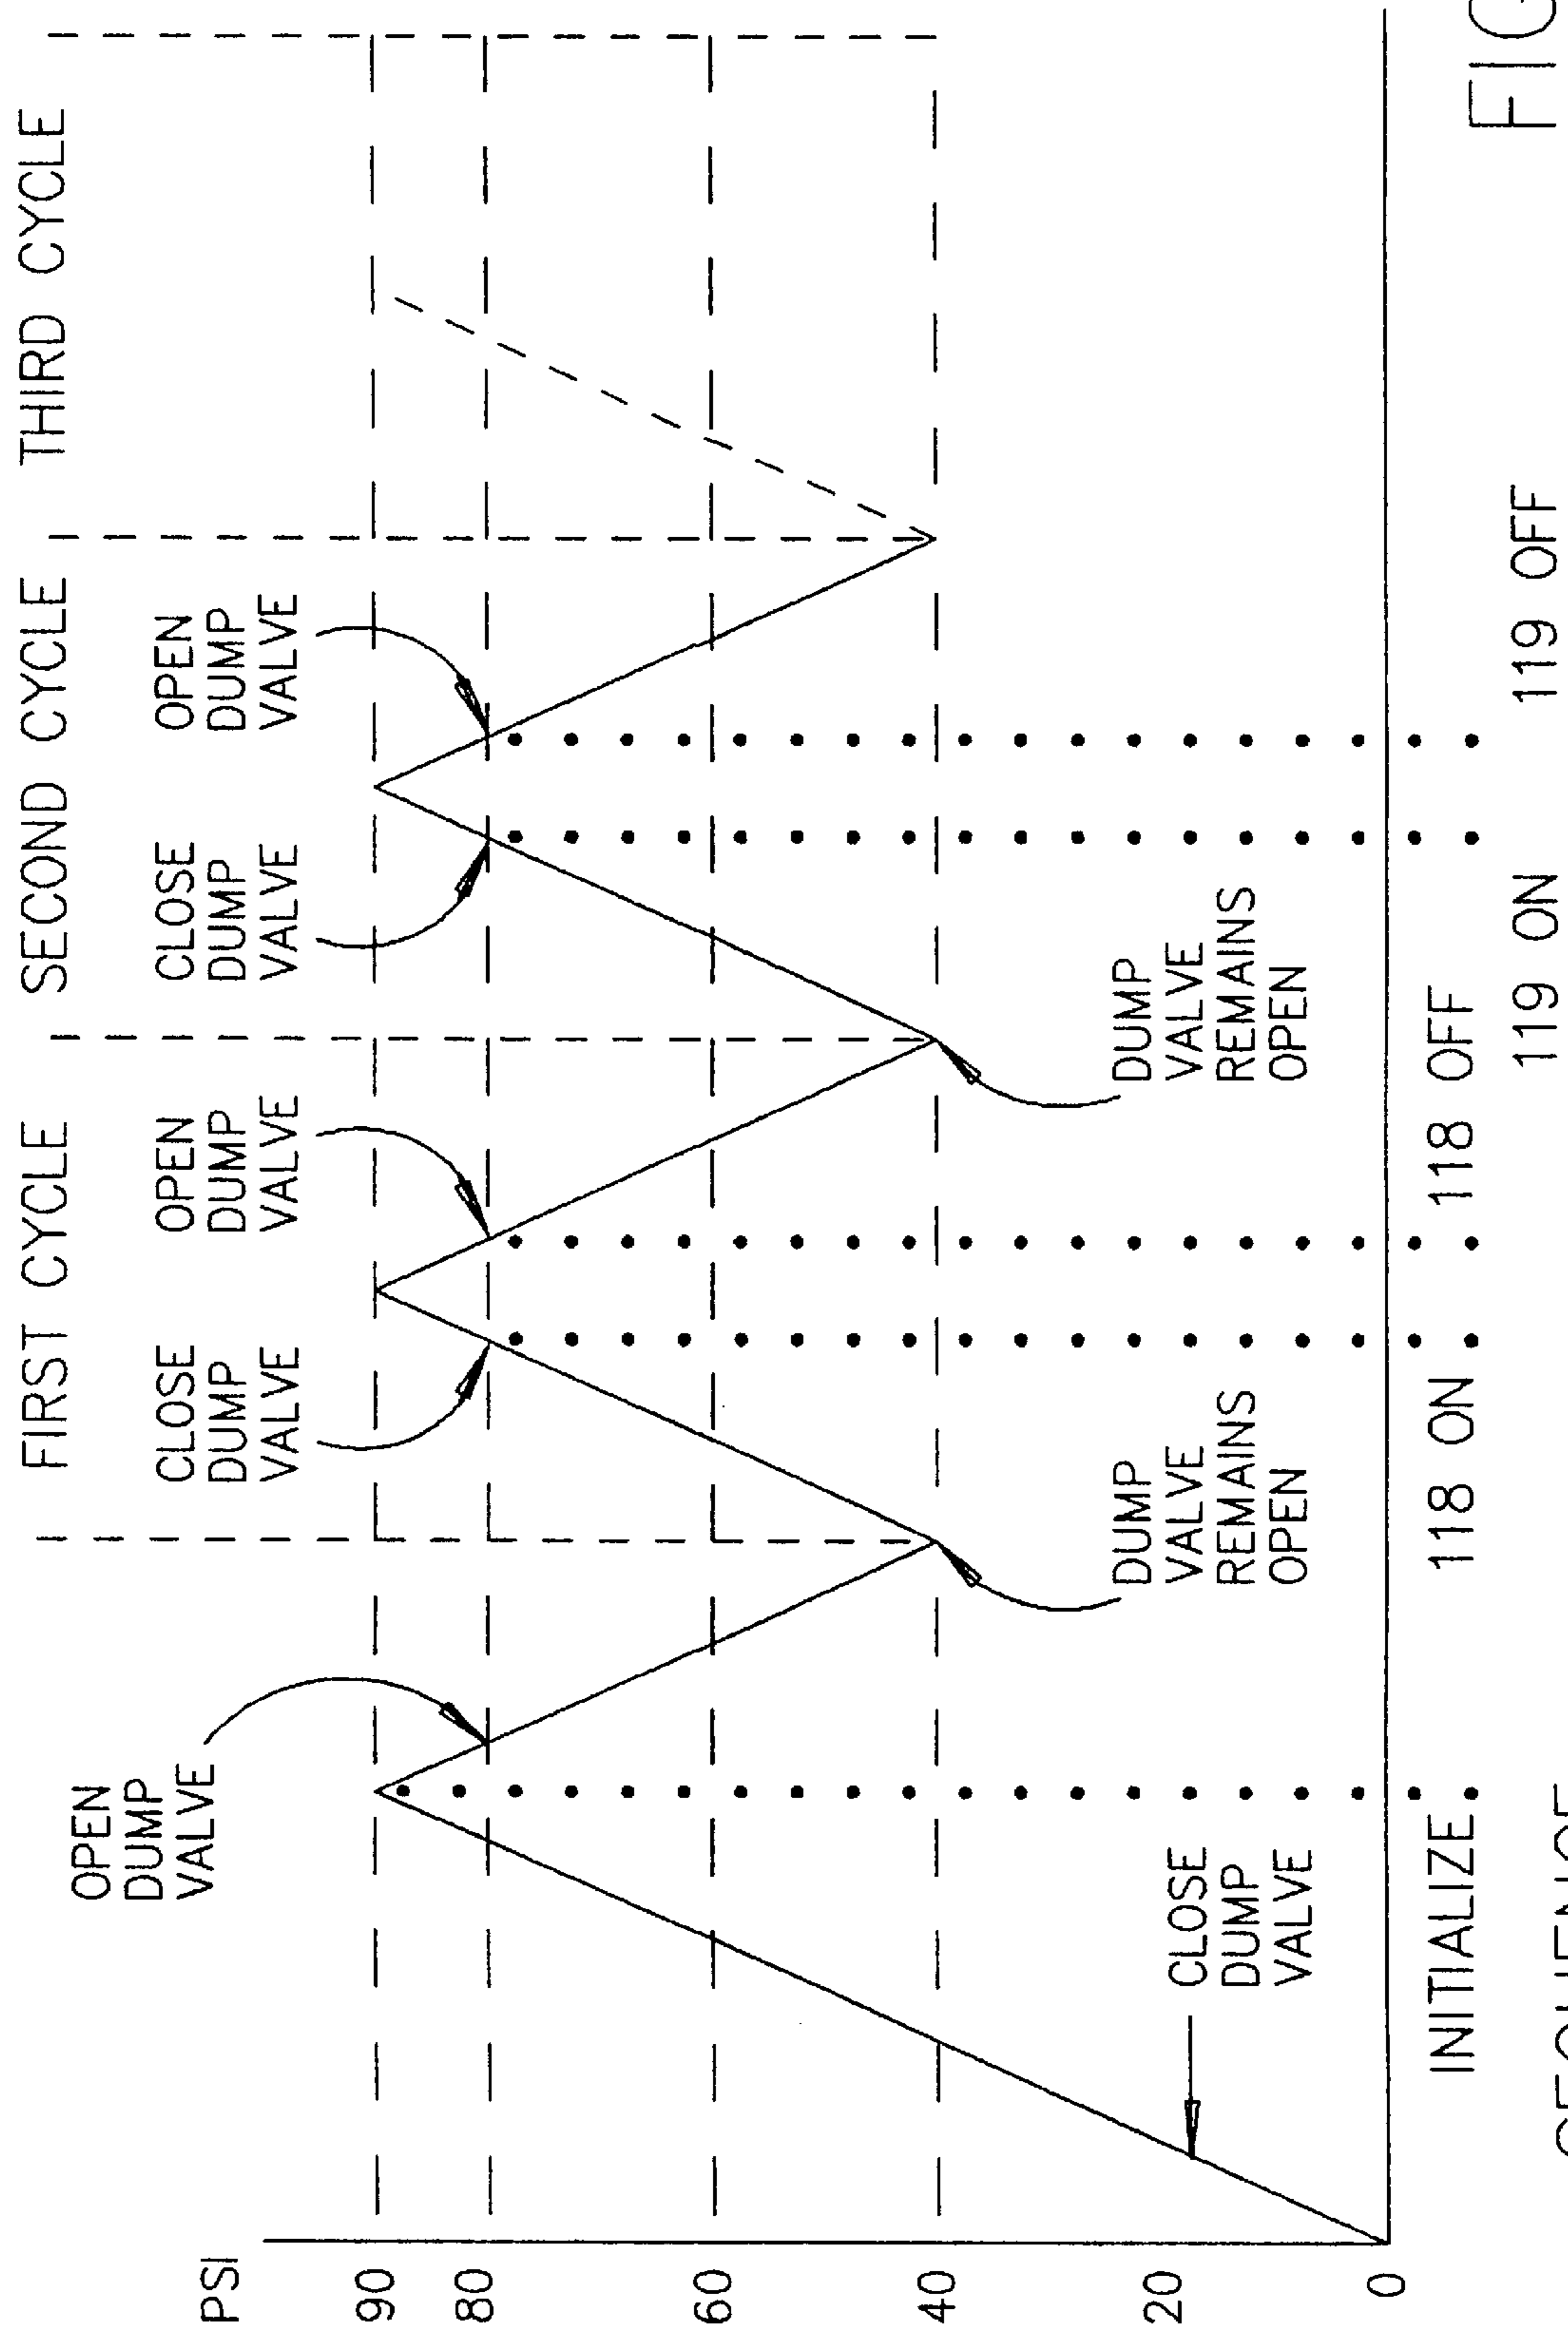 FIRST CYCLE
SECOND CYCLE
THIRD CYCLE
OPEN
DUMP
VALVE
CLOSE
DUMP
VALVE
OPEN
DUMP
VALVE
CLOSE
DUMP
VALVE
OPEN
DUMP
VALVE
PSI
90
80
60
40
20
0
CLOSE
DUMP
VALVE
DUMP
VALVE
REMAINS
OPEN
DUMP
VALVE
REMAINS
OPEN
INITIALIZE
118 ON
118 OFF
119 ON
119 OFF
SEQUENCE
FIG